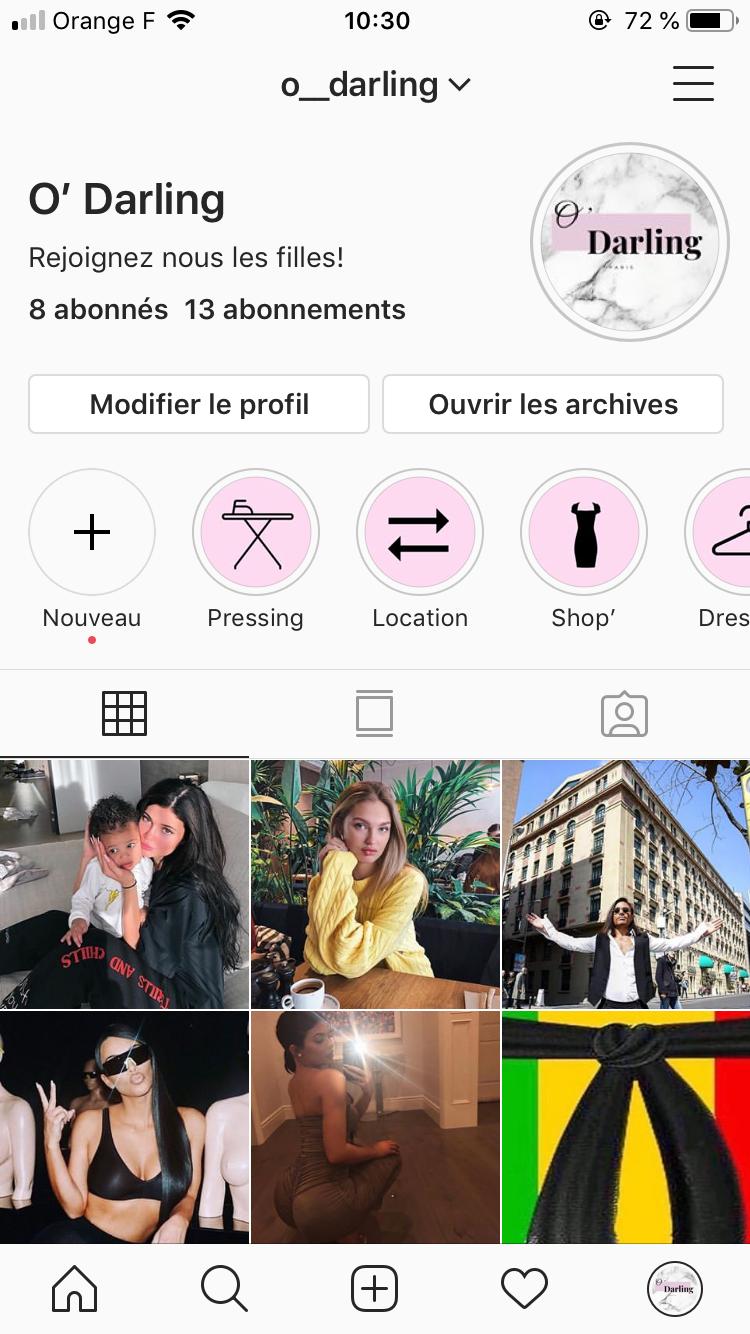 Orange F 10:30 72 %
o__darling
O’ Darling
Rejoignez nous les filles!
8 abonnés 13 abonnements
O’
Darling
PARIS
Modifier le profil Ouvrir les archives
Nouveau Pressing Location Shop’ Dres
CHILLS AND
O’ Darling